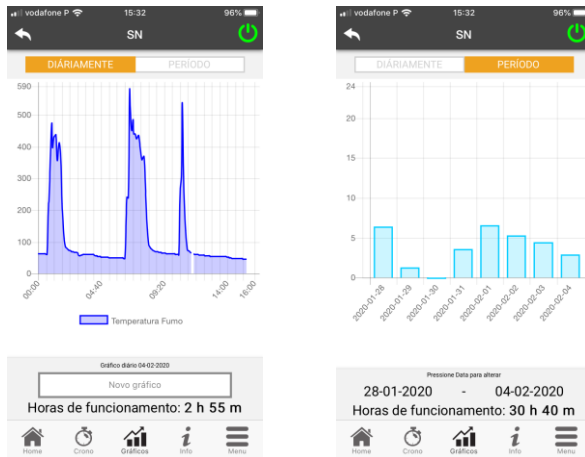 vodafone P 15:32 96%
SN
DIÁRIAMENTE PERÍODO
590
500
400
300
200
100
0
00:00 04:40 09:20 14:00 16:00
Temperatura Fumo
Gráfico diário 04-02-2020
Novo gráfico
Horas de funcionamento: 2 h 55 m
Home Crono Gráficos Info Menu
vodafone P 15:32 96%
SN
DIÁRIAMENTE PERÍODO
24
20
15
10
5
0
2020-01-28 2020-01-29 2020-01-30 2020-01-31 2020-02-01 2020-02-02 2020-02-03 2020-02-04
Pressione Data para alterar
28-01-2020 - 04-02-2020
Horas de funcionamento: 30 h 40 m
Home Crono Gráficos Info Menu